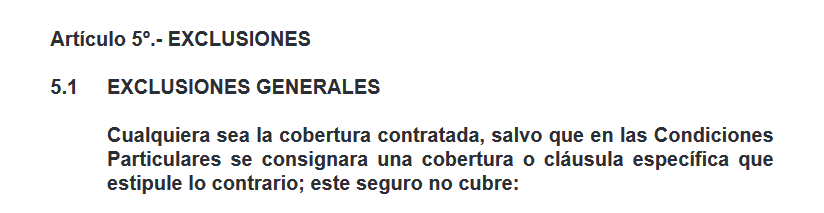 Artículo 5º.- EXCLUSIONES
5.1 EXCLUSIONES GENERALES
Cualquiera sea la cobertura contratada, salvo que en las Condiciones
Particulares se consignara una cobertura o cláusula específica que
estipule lo contrario; este seguro no cubre: